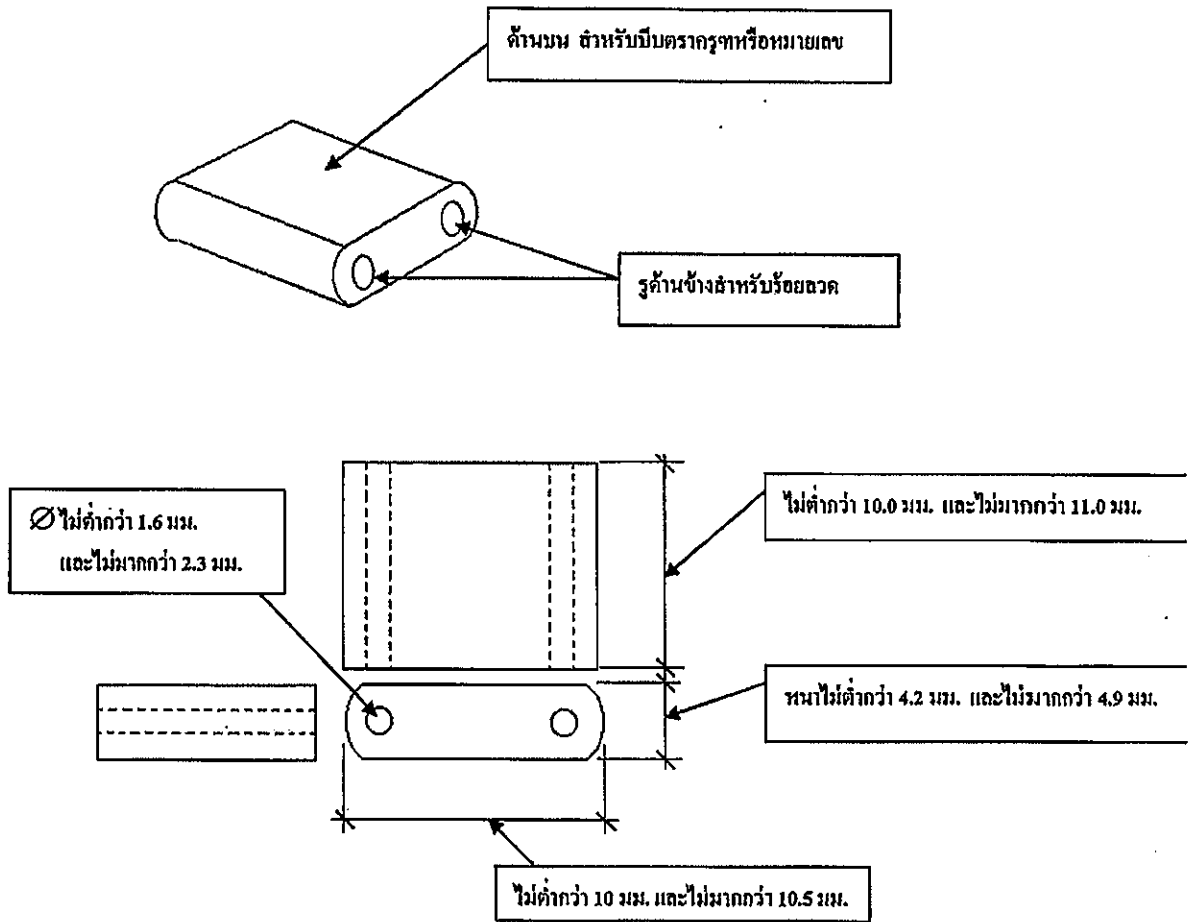 ด้านบน สำหรับบีบตราครุฑหรือหมายเลข
รูด้านข้างสำหรับร้อยลวด
Ø ไม่ต่ำกว่า 1.6 มม.
และไม่มากกว่า 2.3 มม.
ไม่ต่ำกว่า 10.0 มม. และไม่มากกว่า 11.0 มม.
หนาไม่ต่ำกว่า 4.2 มม. และไม่มากกว่า 4.9 มม.
ไม่ต่ำกว่า 10 มม. และไม่มากกว่า 10.5 มม.